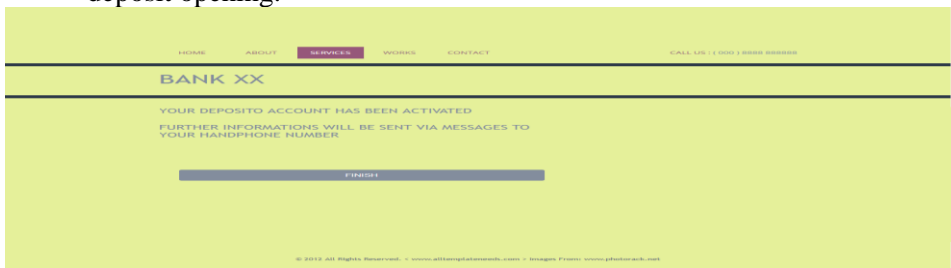 deposit opening.
HOME ABOUT SERVICES WORKS CONTACT CALL US : ( 000 ) 8888 888888
BANK XX
YOUR DEPOSITO ACCOUNT HAS BEEN ACTIVATED
FURTHER INFORMATIONS WILL BE SENT VIA MESSAGES TO
YOUR HANDPHONE NUMBER
FINISH
© 2012 All Rights Reserved. • www.alltemplateneeds.com • Images From: www.photorack.net